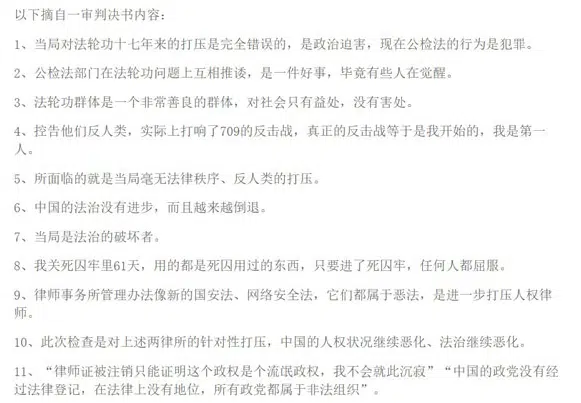 以下摘自一审判决书内容：
1、当局对法轮功十七年来的打压是完全错误的，是政治迫害，现在公检法的行为是犯罪。
2、公检法部门在法轮功问题上互相推诿，是一件好事，毕竟有些人在觉醒。
3、法轮功群体是一个非常善良的群体，对社会只有益处，没有害处。
4、控告他们反人类，实际上打响了709的反击战，真正的反击战等于是我开始的，我是第一
人。
5、所面临的就是当局毫无法律秩序、反人类的打压。
6、中国的法治没有进步，而且越来越倒退。
7、当局是法治的破坏者。
8、我关死囚牢里61天，用的都是死囚用过的东西，只要进了死囚牢，任何人都屈服。
9、律师事务所管理办法像新的国安法、网络安全法，它们都属于恶法，是进一步打压人权律
师。
10、此次检查是对上述两律所的针对性打压，中国的人权状况继续恶化、法治继续恶化。
11、“律师证被注销只能证明这个政权是个流氓政权，我不会就此沉寂”“中国的政党没有经
过法律登记，在法律上没有地位，所有政党都属于非法组织”。